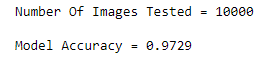 Number Of Images Tested = 10000
Model Accuracy = 0.9729